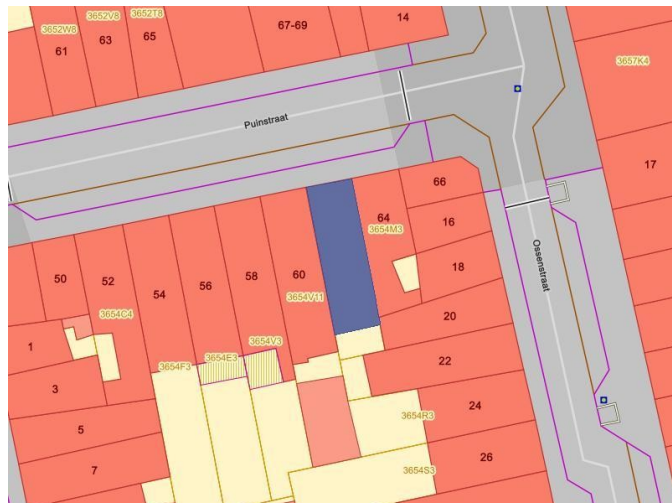 3652W8
3652V8
3652T8
61
63
65
67-69
14
3657K4
Puinstraat
17
66
64
3654M3
16
18
50
52
54
56
58
60
3654V11
Ossenstraat
3654C4
20
1
3654F3
3654E3
3654V3
22
3
3654R3
24
5
7
3654S3
26